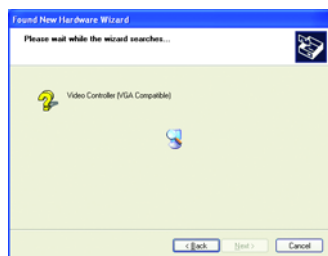 Found New Hardware Wizard
Please wait while the wizard searches...
Video Controller (VGA Compatible)
< Back Next > Cancel